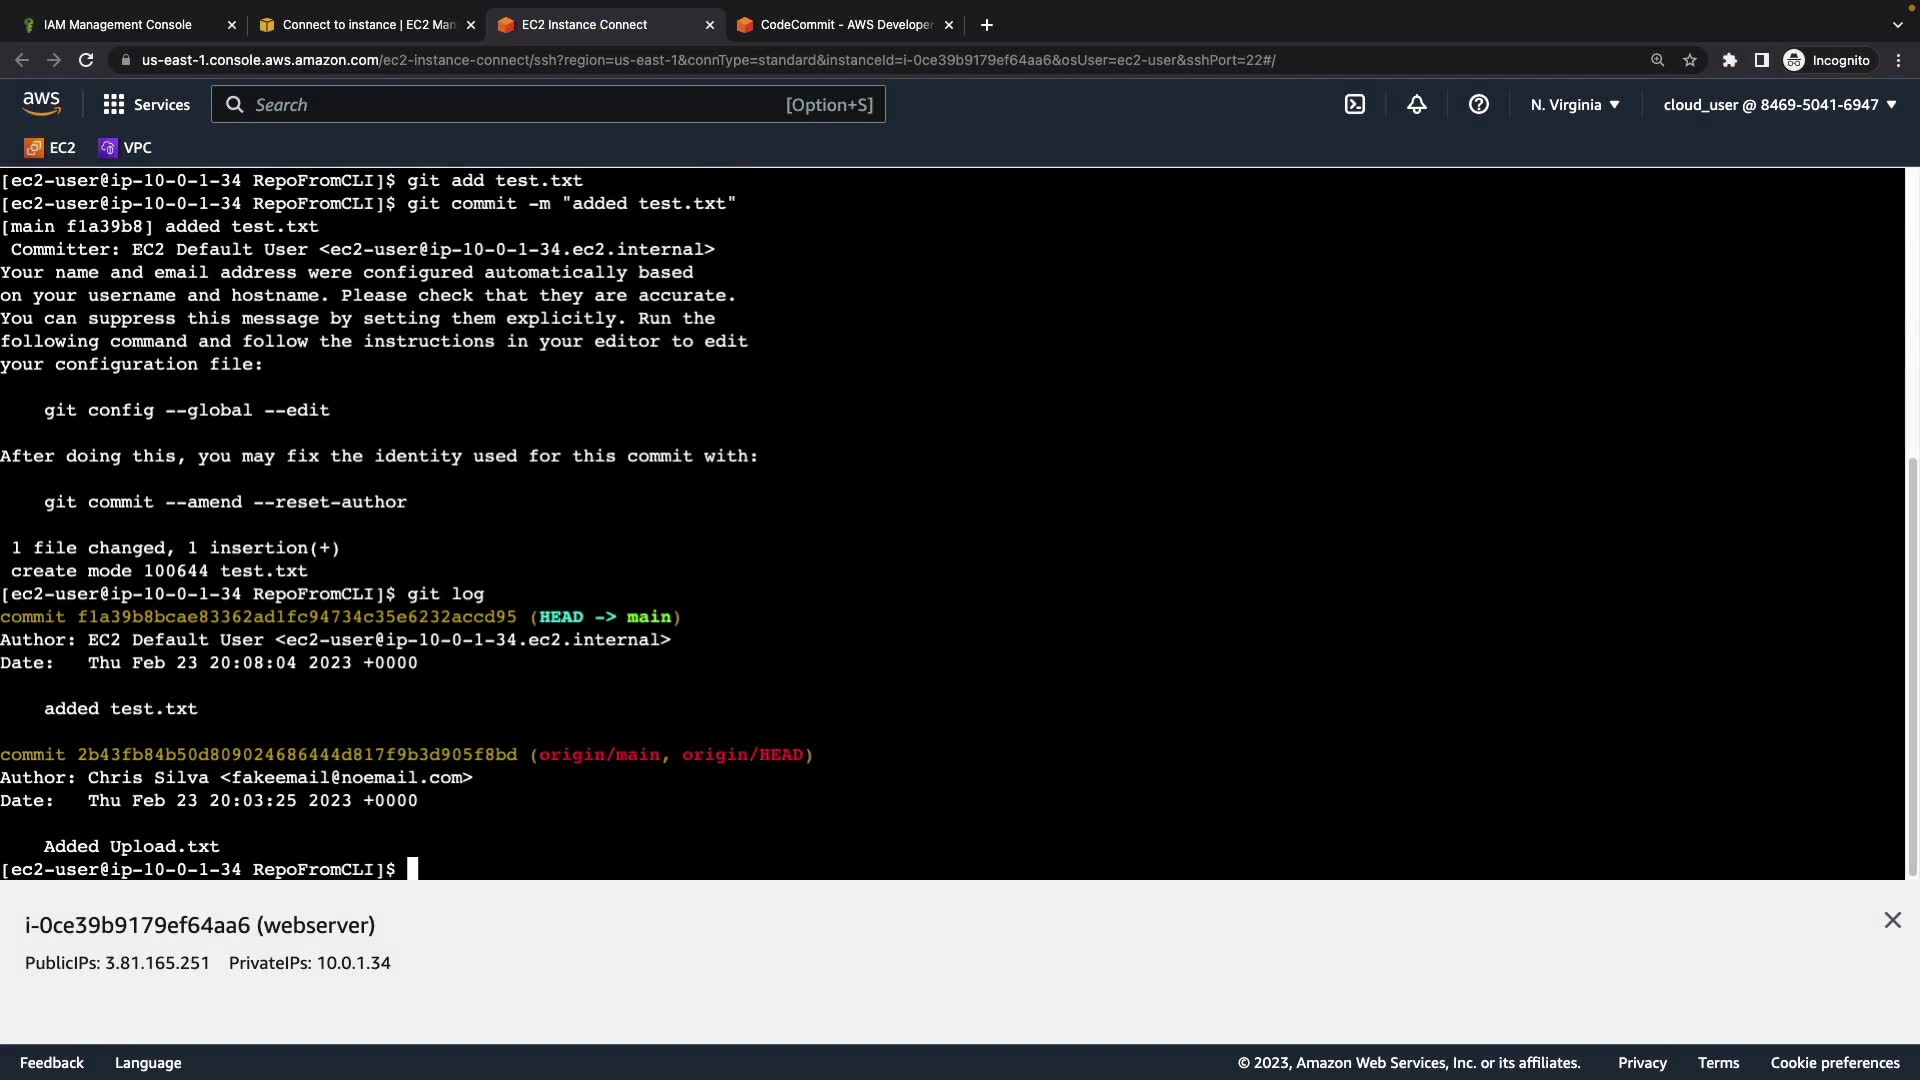 IAM Management Console
Connect to instance | EC2 Man
EC2 Instance Connect
CodeCommit - AWS Developer
us-east-1.console.aws.amazon.com/ec2-instance-connect/ssh?region=us-east-1&connType=standard&instanceId=i-0ce39b9179ef64aa6&osUser=ec2-user&sshPort=22#/
Incognito
aws
Services
Search
[Option+S]
N. Virginia
cloud_user @ 8469-5041-6947
EC2
VPC
[ec2-user@ip-10-0-1-34 RepoFromCLI]$ git add test.txt
[ec2-user@ip-10-0-1-34 RepoFromCLI]$ git commit -m "added test.txt"
[main f1a39b8] added test.txt
Committer: EC2 Default User <ec2-user@ip-10-0-1-34.ec2.internal>
Your name and email address were configured automatically based
on your username and hostname. Please check that they are accurate.
You can suppress this message by setting them explicitly. Run the
following command and follow the instructions in your editor to edit
your configuration file:
git config --global --edit
After doing this, you may fix the identity used for this commit with:
git commit --amend --reset-author
1 file changed, 1 insertion(+)
create mode 100644 test.txt
[ec2-user@ip-10-0-1-34 RepoFromCLI]$ git log
commit f1a39b8bcae83362ad1fc94734c35e6232accd95 (HEAD -> main)
Author: EC2 Default User <ec2-user@ip-10-0-1-34.ec2.internal>
Date:   Thu Feb 23 20:08:04 2023 +0000
added test.txt
commit 2b43fb84b50d809024686444d817f9b3d905f8bd (origin/main, origin/HEAD)
Author: Chris Silva <fakeemail@noemail.com>
Date:   Thu Feb 23 20:03:25 2023 +0000
Added Upload.txt
[ec2-user@ip-10-0-1-34 RepoFromCLI]$
i-0ce39b9179ef64aa6 (webserver)
PublicIPs: 3.81.165.251 PrivateIPs: 10.0.1.34
Feedback
Language
© 2023, Amazon Web Services, Inc. or its affiliates.
Privacy
Terms
Cookie preferences